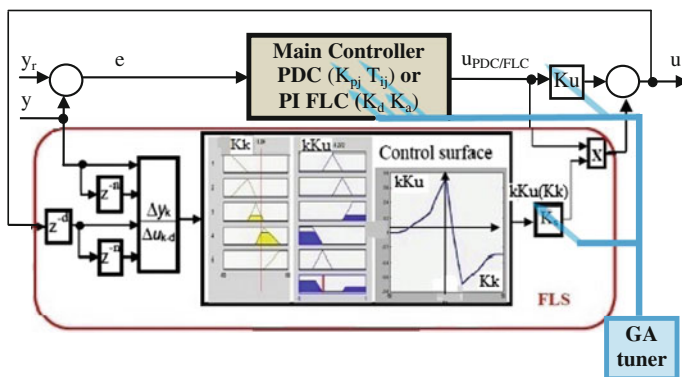 Main Controller
PDC (Kpj Tij) or
PI FLC (Kd Ka)
yr
e
uPDC/FLC
Ku
u
y
Kk
kKu
Control surface
kKu
Kk
X
kKu(Kk)
z-n
z-d
z-n
Δyk
Δuk-d
FLS
GA
tuner